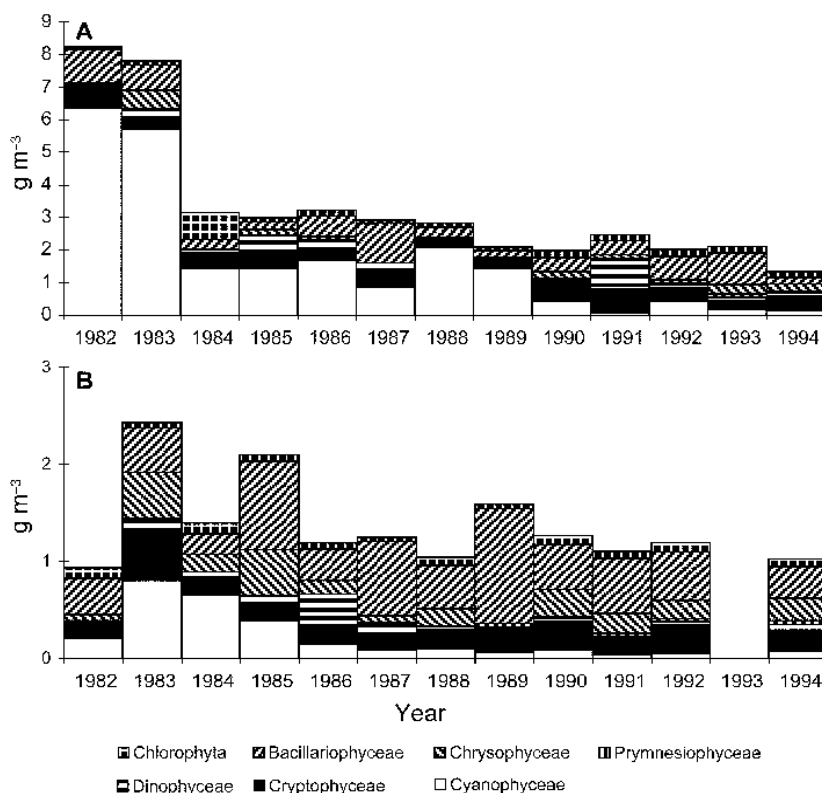 A
9
8
7
6
5
4
3
2
1
0
g m⁻³
1982 1983 1984 1985 1986 1987 1988 1989 1990 1991 1992 1993 1994
B
3
2
1
0
g m⁻³
1982 1983 1984 1985 1986 1987 1988 1989 1990 1991 1992 1993 1994
Year
Chlorophyta Bacillariophyceae Chrysophyceae Prymnesiophyceae
Dinophyceae Cryptophyceae Cyanophyceae